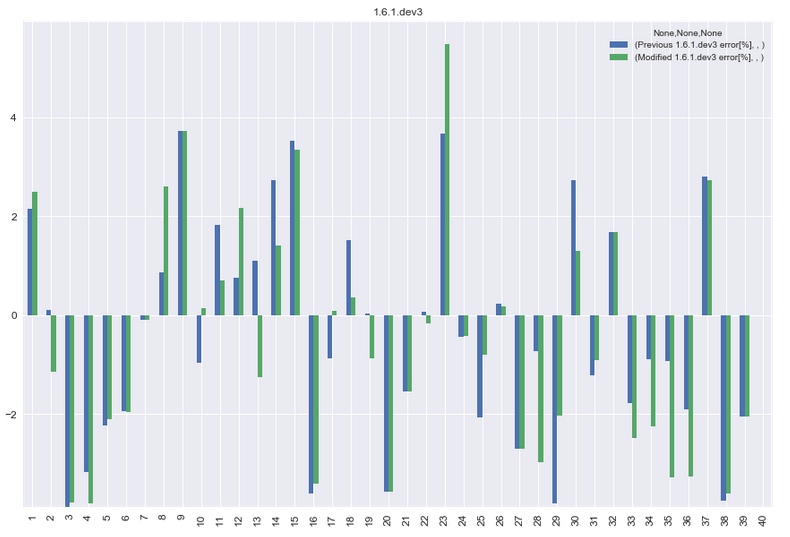 1.6.1.dev3
None,None,None
(Previous 1.6.1.dev3 error[%], , )
(Modified 1.6.1.dev3 error[%], , )
4
2
0
−2
1 2 3 4 5 6 7 8 9 10 11 12 13 14 15 16 17 18 19 20 21 22 23 24 25 26 27 28 29 30 31 32 33 34 35 36 37 38 39 40